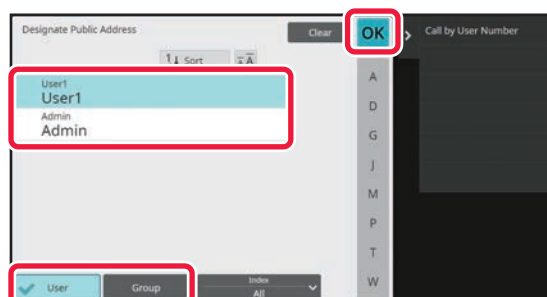 Designate Public Address
Clear
OK
Call by User Number
Sort
User1
User1
Admin
Admin
A
D
G
J
M
P
T
W
User
Group
Index
All